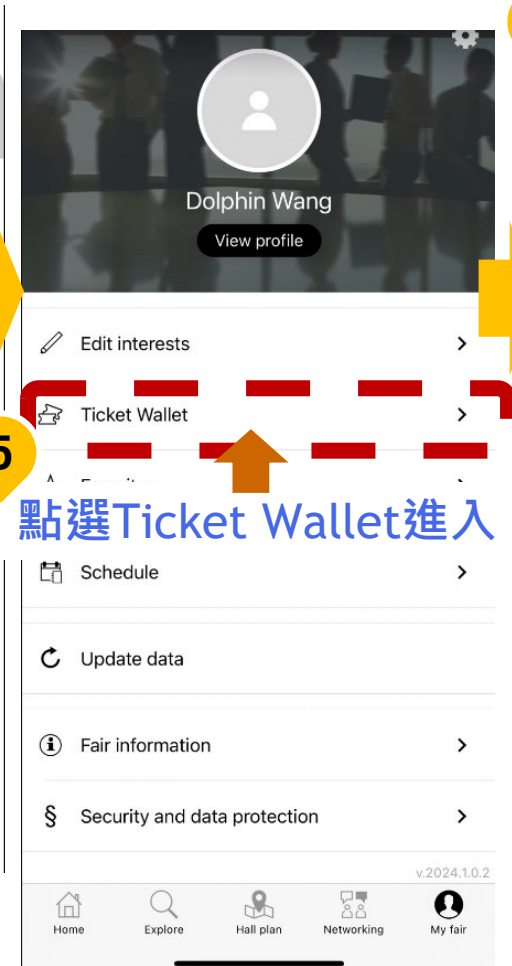 Dolphin Wang
View profile
Edit interests
Ticket Wallet
5
點選Ticket Wallet進入
Schedule
Update data
Fair information
§ Security and data protection
v.2024.1.0.2
Home Explore Hall plan Networking My fair